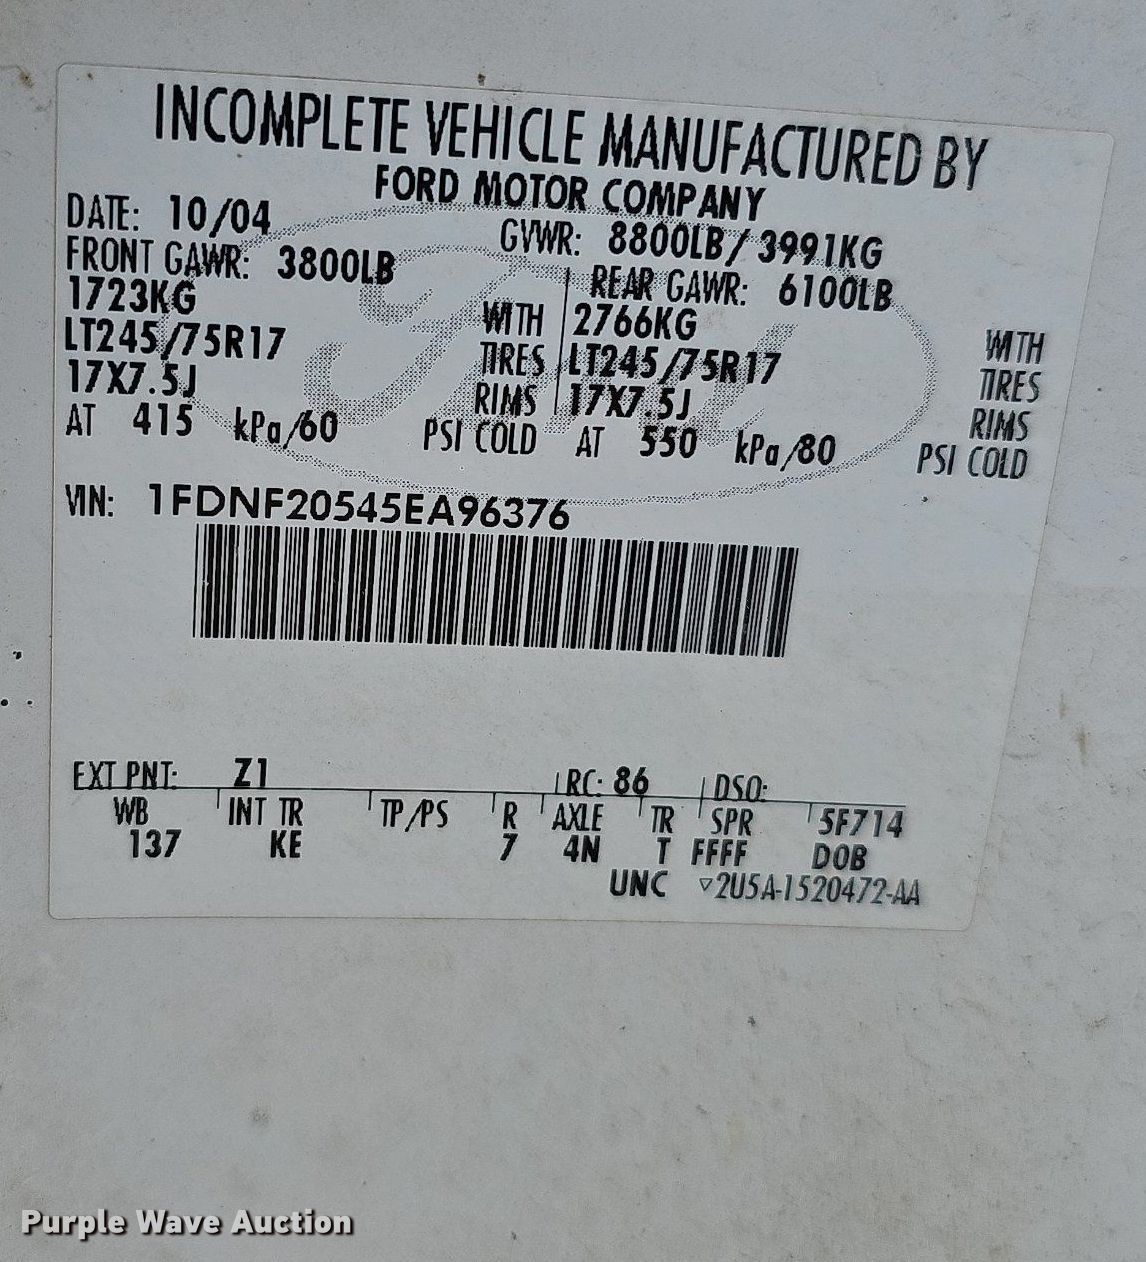 INCOMPLETE VEHICLE MANUFACTURED BY
FORD MOTOR COMPANY
DATE: 10/04 GVWR: 8800LB/ 3991KG
FRONT GAWR: 3800LB REAR GAWR: 6100LB
1723KG WITH 2766KG WITH
LT245/75R17 TIRES LT245/75R17 TIRES
17X7.5J RIMS 17X7.5J RIMS
AT 415 kPa/60 PSI COLD AT 550 kPa/80 PSI COLD
VIN: 1FDNF20545EA96376
EXT PNT: Z1 RC: 86 DSO:
WB INT TR TP/PS R AXLE TR SPR 5F714
137 KE 7 4N T FFFF DOB
UNC ▽2U5A-1520472-AA
Ford
Purple Wave Auction